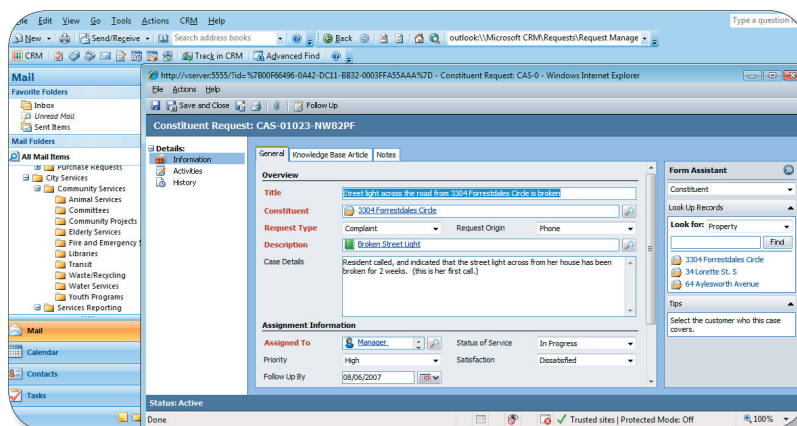 File Edit View Go Tools Actions CRM Help
Type a question
New Send/Receive Search address books Back outlook:\\Microsoft CRM\Requests\Request Manage
CRM Track in CRM Advanced Find
Mail
Favorite Folders
Inbox
Unread Mail
Sent Items
Mail Folders
All Mail Items
Purchase Requests
City Services
Community Services
Animal Services
Committees
Community Projects
Elderly Services
Fire and Emergency S
Libraries
Transit
Waste/Recycling
Water Services
Youth Programs
Services Reporting
Mail
Calendar
Contacts
Tasks
http://vserver:5555/?id=%7B00F66496-0A42-DC11-BB32-0003FFA55AAA%7D - Constituent Request: CAS-0 - Windows Internet Explorer
File Actions Help
Save and Close Follow Up
Constituent Request: CAS-01023-NW82PF
Details:
Information
Activities
History
General Knowledge Base Article Notes
Overview
Title Street light across the road from 3304 Forrestdales Circle is broken
Constituent 3304 Forrestdales Circle
Request Type Complaint Request Origin Phone
Description Broken Street Light
Case Details Resident called, and indicated that the street light across from her house has been
broken for 2 weeks. (this is her first call.)
Assignment Information
Assigned To Manager Status of Service In Progress
Priority High Satisfaction Dissatisfied
Follow Up By 08/06/2007
Form Assistant
Constituent
Look Up Records
Look for: Property
Find
3304 Forrestdales Circle
34 Lorette St. S
64 Aylesworth Avenue
Tips
Select the customer who this case
covers.
Status: Active
Done Trusted sites | Protected Mode: Off 100%